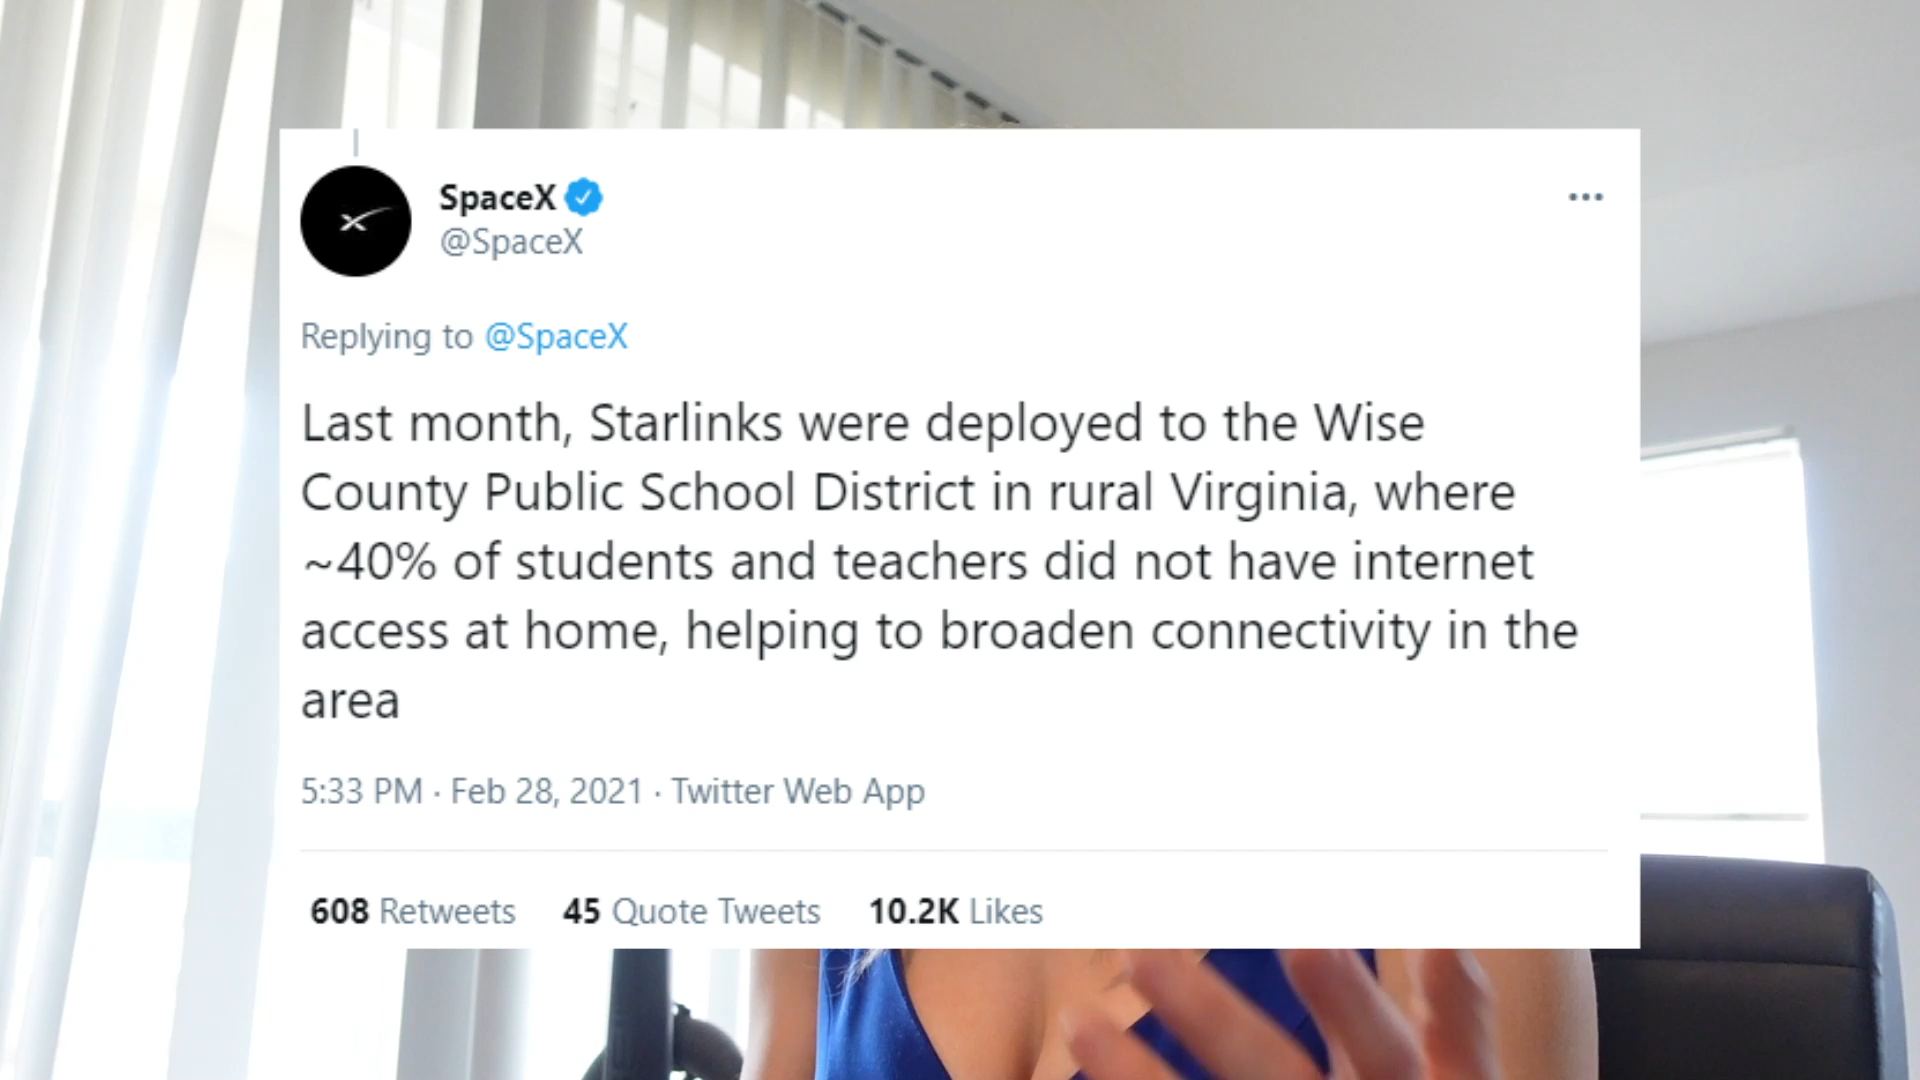 SpaceX
@SpaceX
Replying to @SpaceX
Last month, Starlinks were deployed to the Wise
County Public School District in rural Virginia, where
~40% of students and teachers did not have internet
access at home, helping to broaden connectivity in the
area
5:33 PM · Feb 28, 2021 · Twitter Web App
608 Retweets 45 Quote Tweets 10.2K Likes